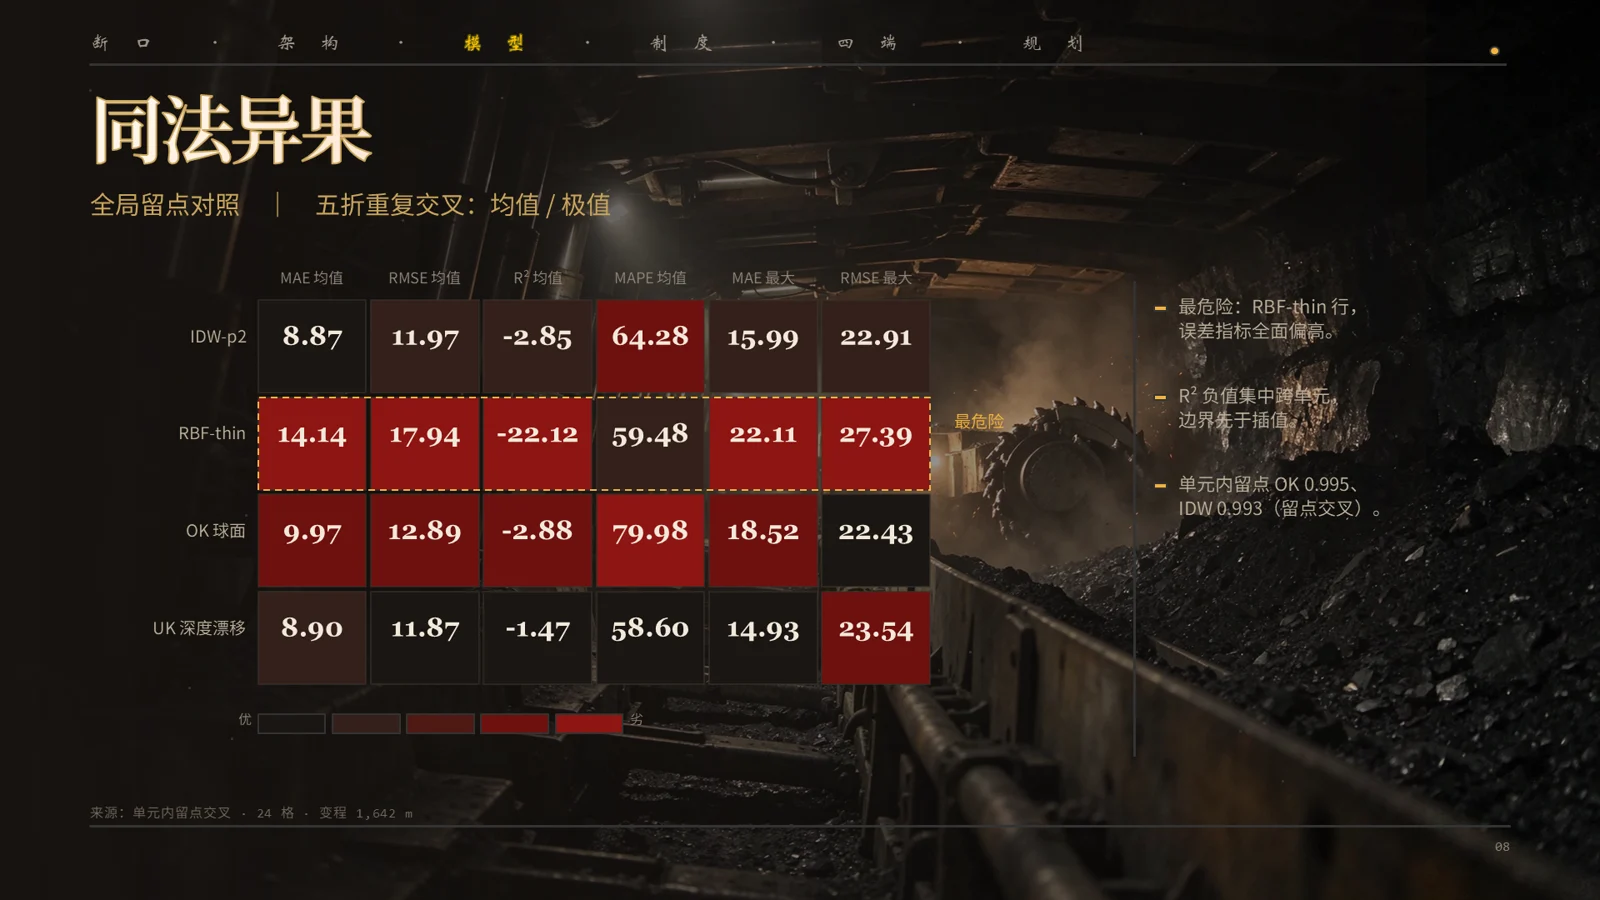 断口 · 架构 · 模型 · 制度 · 四端 · 规划
同法异果
全局留点对照 | 五折重复交叉：均值 / 极值
MAE 均值 RMSE 均值 R² 均值 MAPE 均值 MAE 最大 RMSE 最大
IDW-p2 8.87 11.97 -2.85 64.28 15.99 22.91
RBF-thin 14.14 17.94 -22.12 59.48 22.11 27.39 最危险
OK 球面 9.97 12.89 -2.88 79.98 18.52 22.43
UK 深度漂移 8.90 11.87 -1.47 58.60 14.93 23.54
优 劣
最危险：RBF-thin 行，
误差指标全面偏高。
R² 负值集中跨单元，
边界先于插值。
单元内留点 OK 0.995、
IDW 0.993（留点交叉）。
来源：单元内留点交叉 · 24 格 · 变程 1,642 m
08